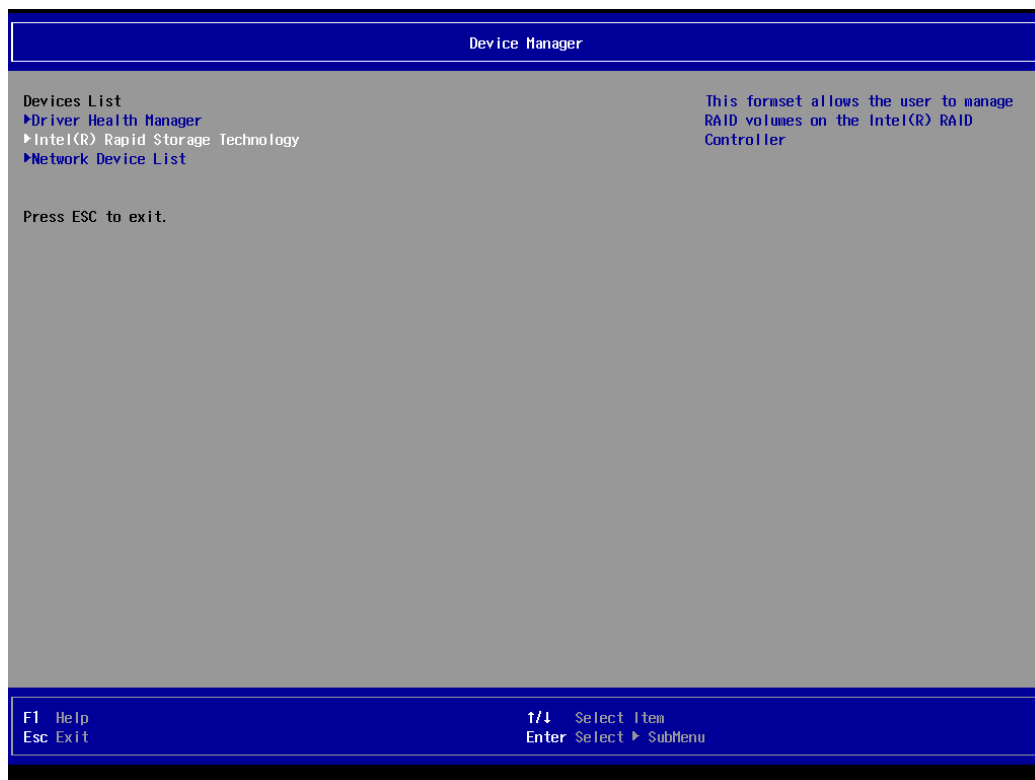 Device Manager
Devices List
▶Driver Health Manager
▶Intel(R) Rapid Storage Technology
▶Network Device List
Press ESC to exit.
This formset allows the user to manage
RAID volumes on the Intel(R) RAID
Controller
F1 Help
Esc Exit
↑/↓ Select Item
Enter Select ▶ SubMenu